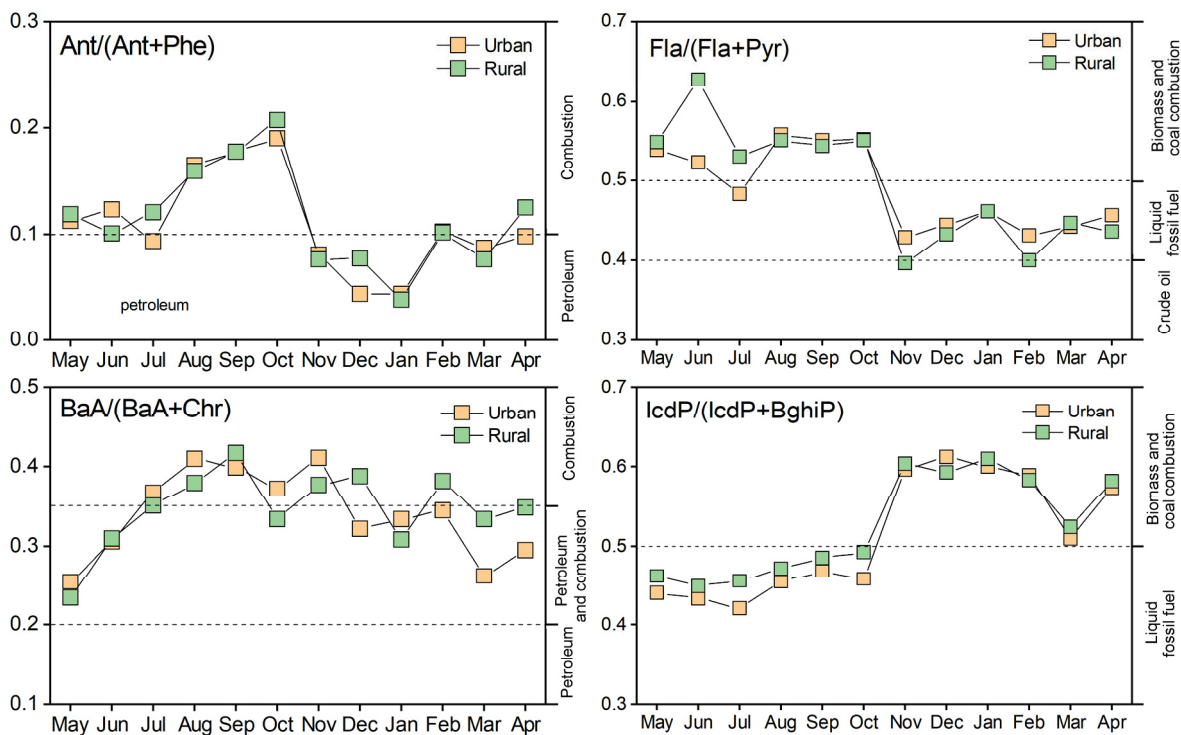 Ant/(Ant+Phe)
Urban
Rural
0.3
0.2
0.1
0.0
petroleum
Combustion
Petroleum
May Jun Jul Aug Sep Oct Nov Dec Jan Feb Mar Apr
Fla/(Fla+Pyr)
Urban
Rural
0.7
0.6
0.5
0.4
0.3
Biomass and
coal combustion
Liquid
fossil fuel
Crude oil
May Jun Jul Aug Sep Oct Nov Dec Jan Feb Mar Apr
BaA/(BaA+Chr)
Urban
Rural
0.5
0.4
0.3
0.2
0.1
Combustion
Petroleum
and combustion
Petroleum
May Jun Jul Aug Sep Oct Nov Dec Jan Feb Mar Apr
IcdP/(IcdP+BghiP)
Urban
Rural
0.7
0.6
0.5
0.4
0.3
Biomass and
coal combustion
Liquid
fossil fuel
May Jun Jul Aug Sep Oct Nov Dec Jan Feb Mar Apr